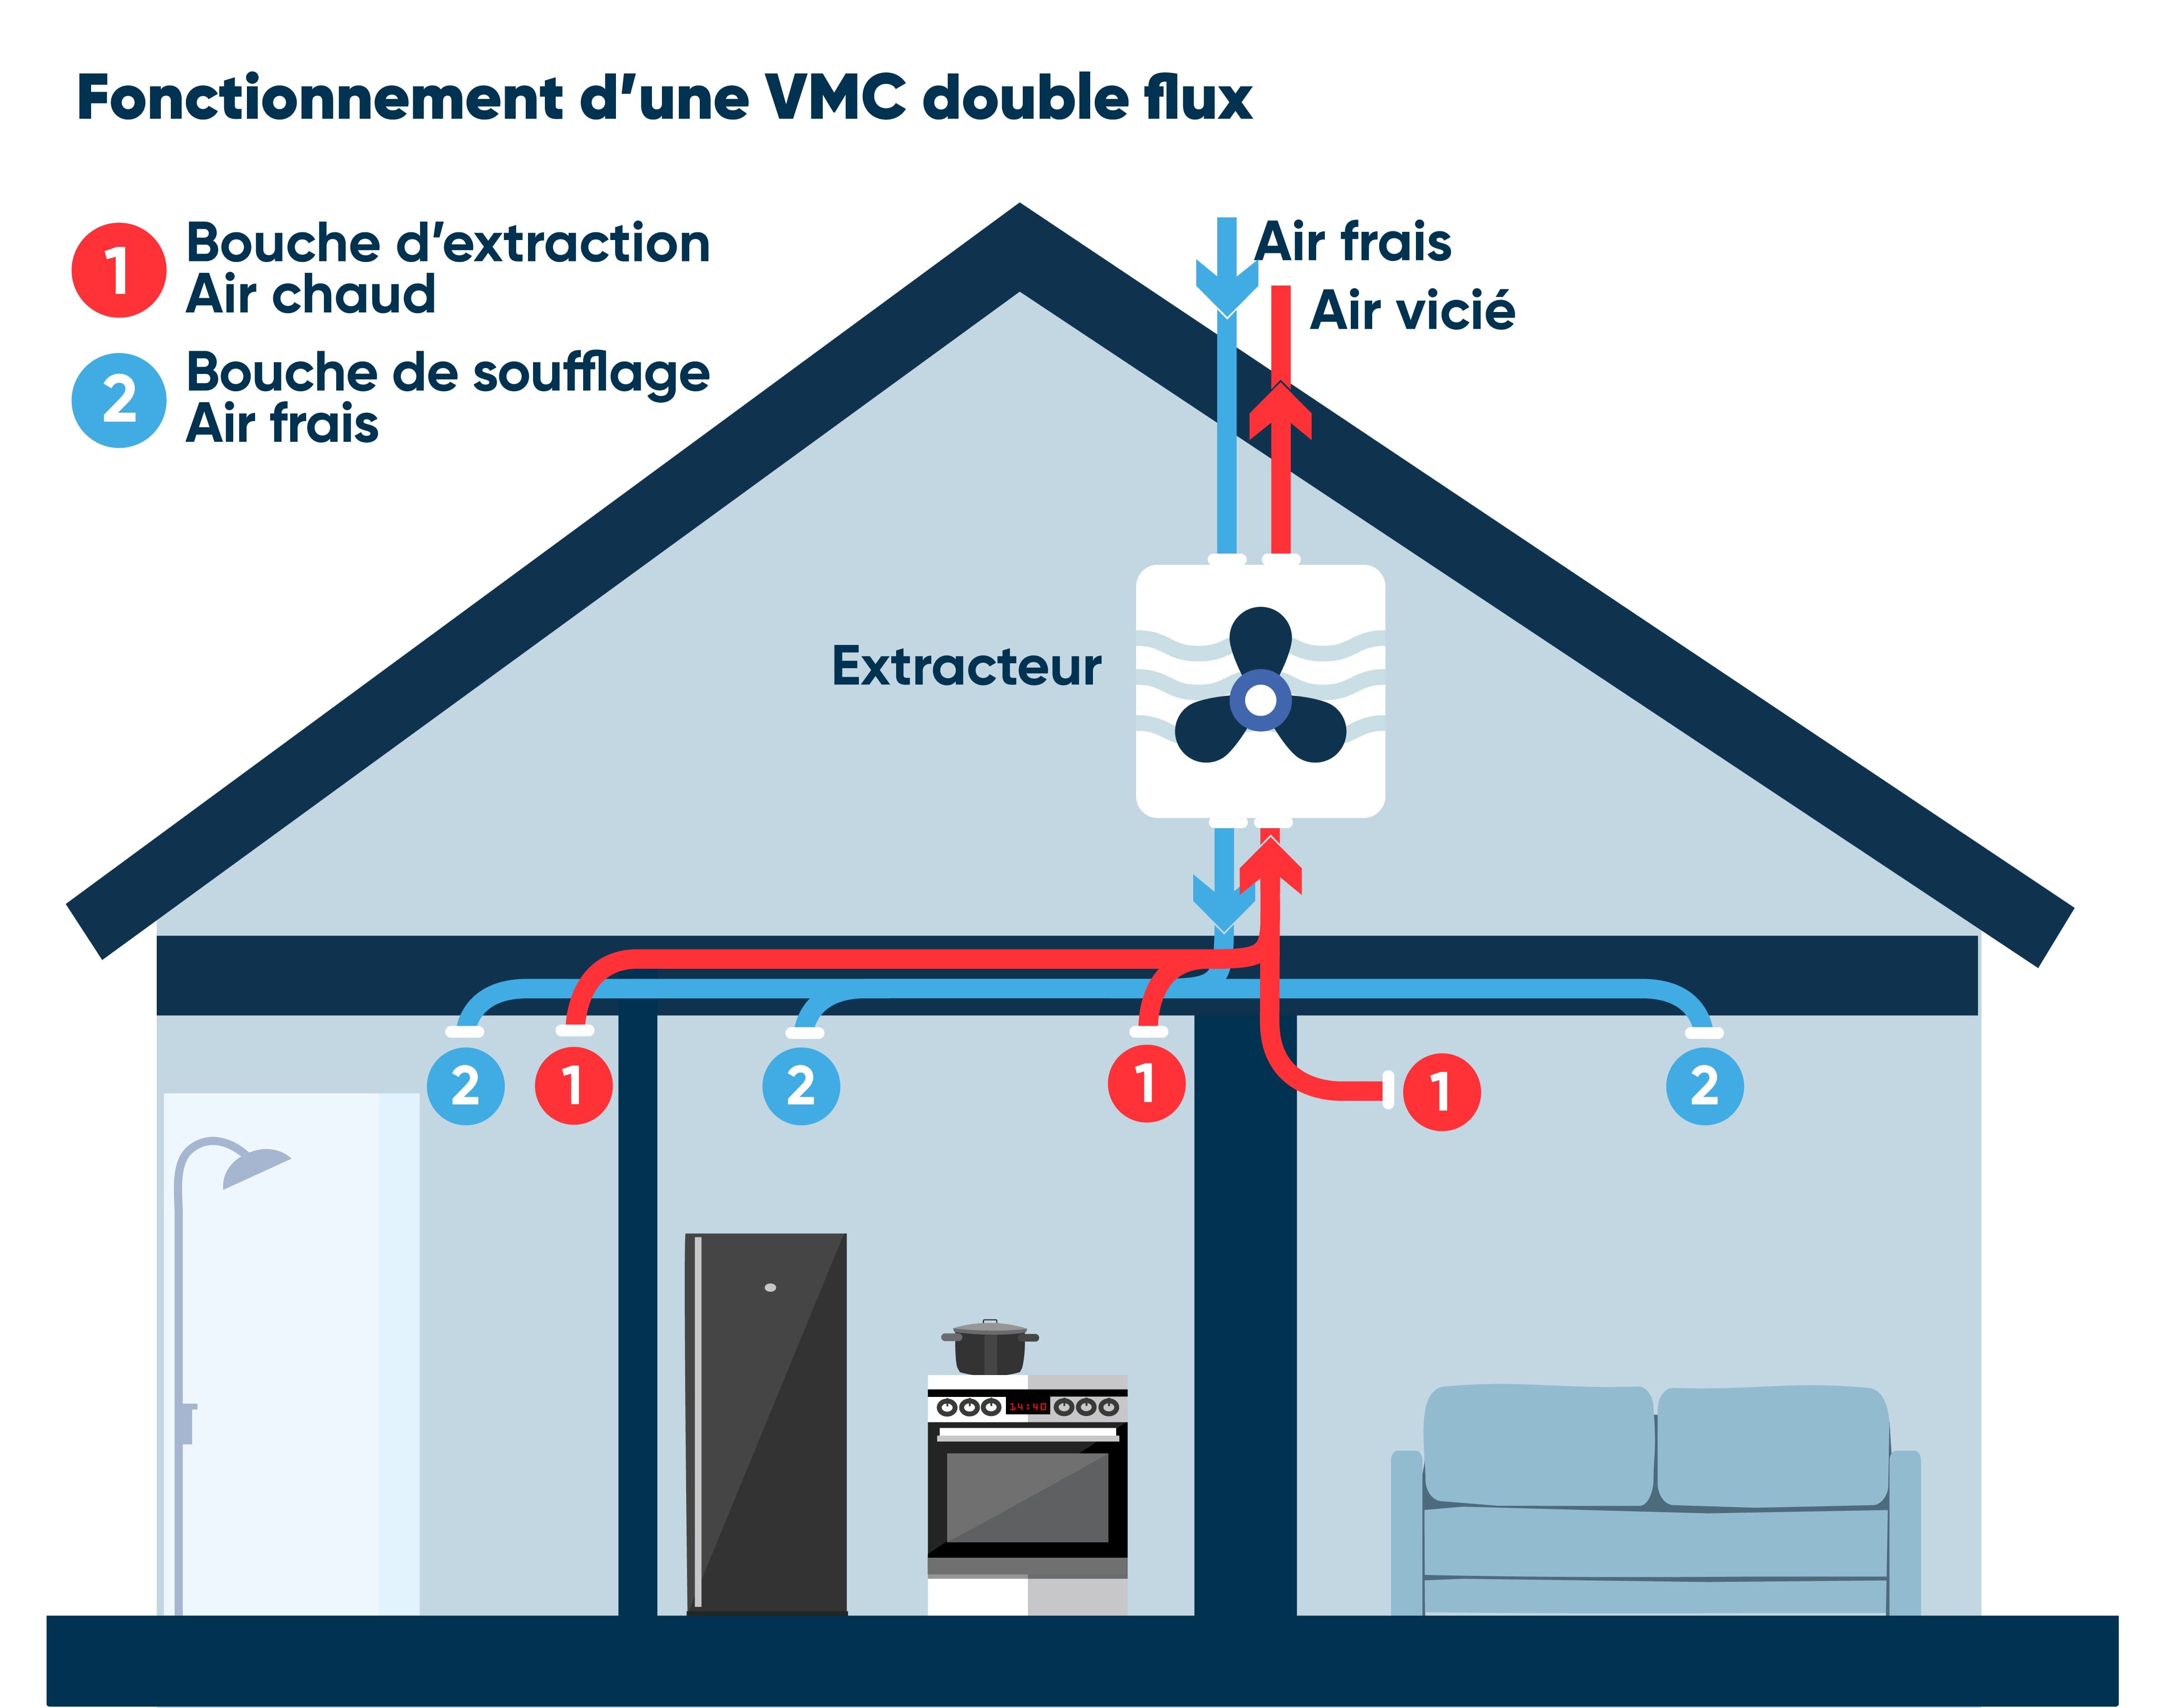 Fonctionnement d'une VMC double flux
1
Bouche d'extraction
Air chaud
2
Bouche de soufflage
Air frais
Air frais
Air vicié
Extracteur
2
1
2
1
1
2
14:40